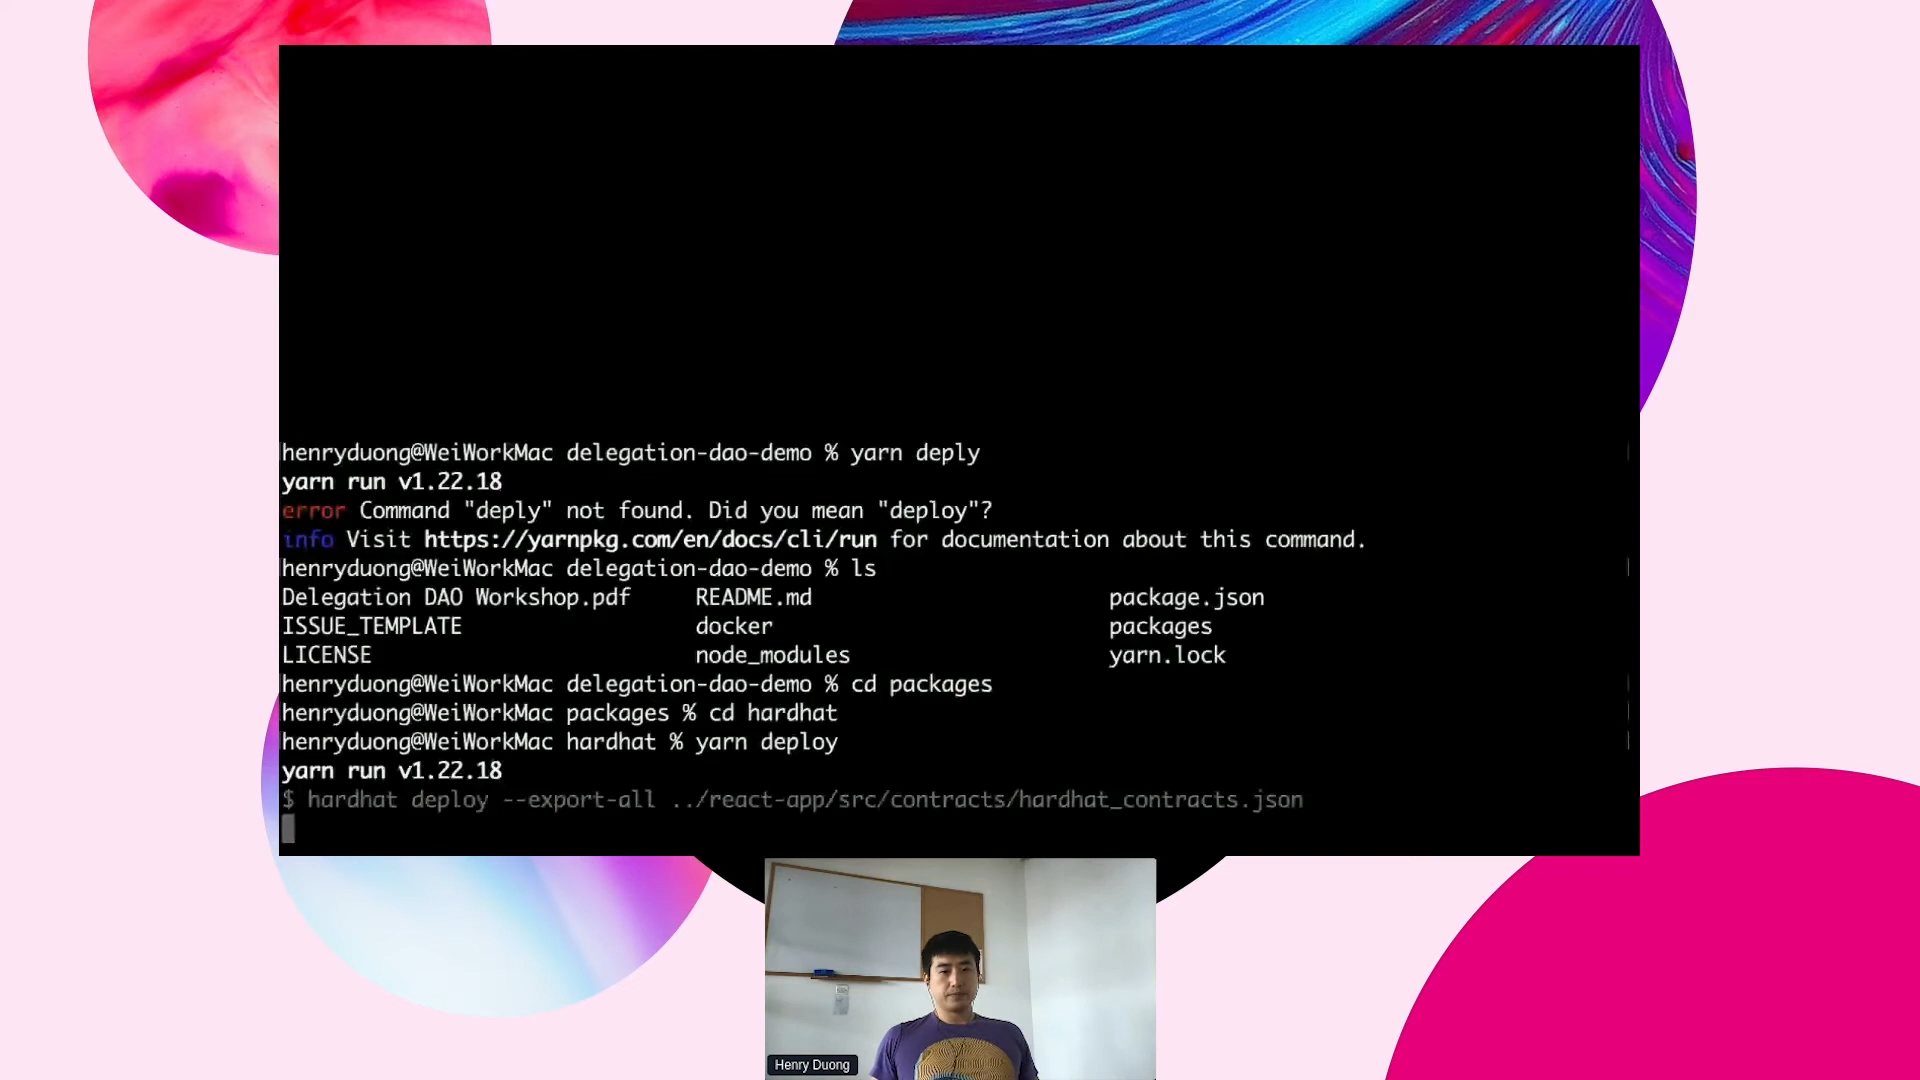 henryduong@WeiWorkMac delegation-dao-demo % yarn deply
yarn run v1.22.18
error Command "deply" not found. Did you mean "deploy"?
info Visit https://yarnpkg.com/en/docs/cli/run for documentation about this command.
henryduong@WeiWorkMac delegation-dao-demo % ls
Delegation DAO Workshop.pdf README.md package.json
ISSUE_TEMPLATE docker packages
LICENSE node_modules yarn.lock
henryduong@WeiWorkMac delegation-dao-demo % cd packages
henryduong@WeiWorkMac packages % cd hardhat
henryduong@WeiWorkMac hardhat % yarn deploy
yarn run v1.22.18
$ hardhat deploy --export-all ../react-app/src/contracts/hardhat_contracts.json
Henry Duong